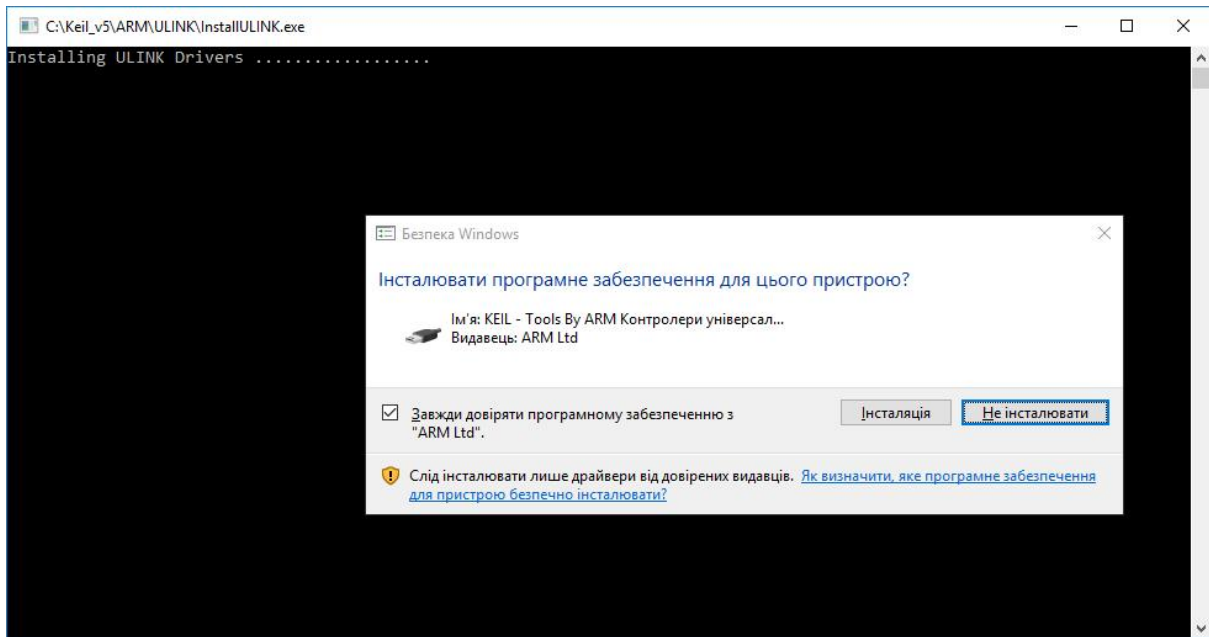 C:\Keil_v5\ARM\ULINK\InstallULINK.exe
Installing ULINK Drivers ..................
Безпека Windows
Інсталювати програмне забезпечення для цього пристрою?
Ім'я: KEIL - Tools By ARM Контролери універсал...
Видавець: ARM Ltd
Завжди довіряти програмному забезпеченню з
"ARM Ltd".
Інсталяція
Не інсталювати
Слід інсталювати лише драйвери від довірених видавців. Як визначити, яке програмне забезпечення
для пристрою безпечно інсталювати?